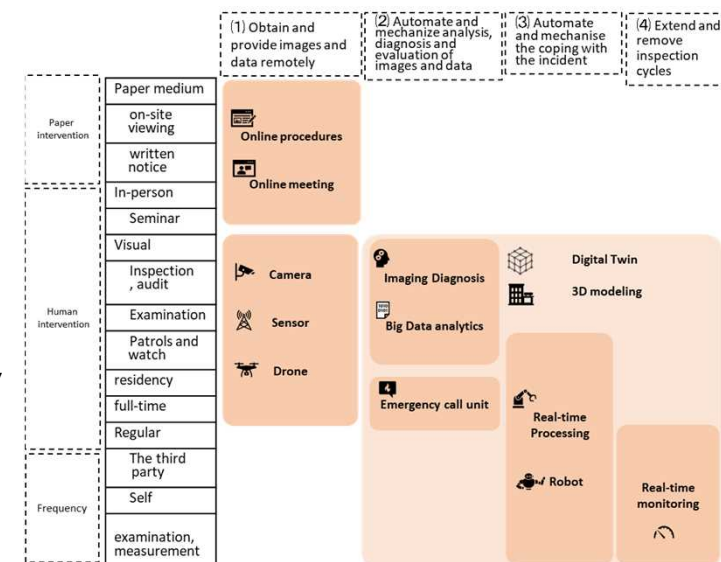 (1) Obtain and
provide images and
data remotely
(2) Automate and
mechanize analysis,
diagnosis and
evaluation of
images and data
(3) Automate
and mechanise
the coping with
the incident
(4) Extend and
remove
inspection
cycles
Paper
intervention
Human
intervention
Frequency
Paper medium
on-site
viewing
written
notice
In-person
Seminar
Visual
Inspection
, audit
Examination
Patrols and
watch
residency
full-time
Regular
The third
party
Self
examination,
measurement
Online procedures
Online meeting
Camera
Sensor
Drone
Imaging Diagnosis
Big Data analytics
Emergency call unit
Digital Twin
3D modeling
Real-time
Processing
Robot
Real-time
monitoring